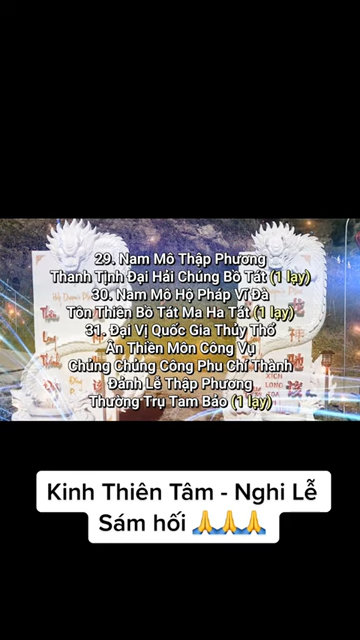 29. Nam Mô Thập Phương
Thanh Tịnh Đại Hải Chúng Bồ Tát (1 lạy)
30. Nam Mô Hộ Pháp Vĩ Đà
Tôn Thiên Bồ Tát Ma Ha Tát (1 lạy)
31. Đại Vị Quốc Gia Thủy Thổ
Ân Thiền Môn Công Vụ
Chủng Chủng Công Phu Chí Thành
Đảnh Lễ Thập Phương
Thường Trụ Tam Bảo (1 lạy)
Kinh Thiên Tâm - Nghi Lễ
Sám hối 🙏🙏🙏